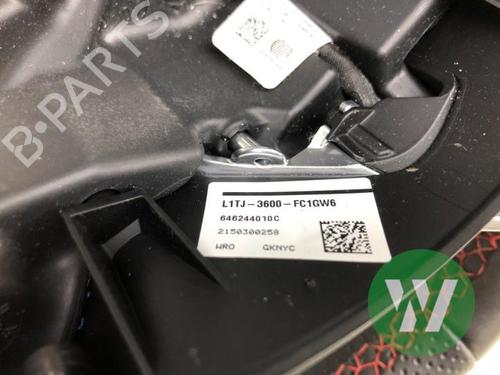 B-PARTS
L1TJ-3600-FC1GW6
646244010C
2150300258
WRO GKNYC
W